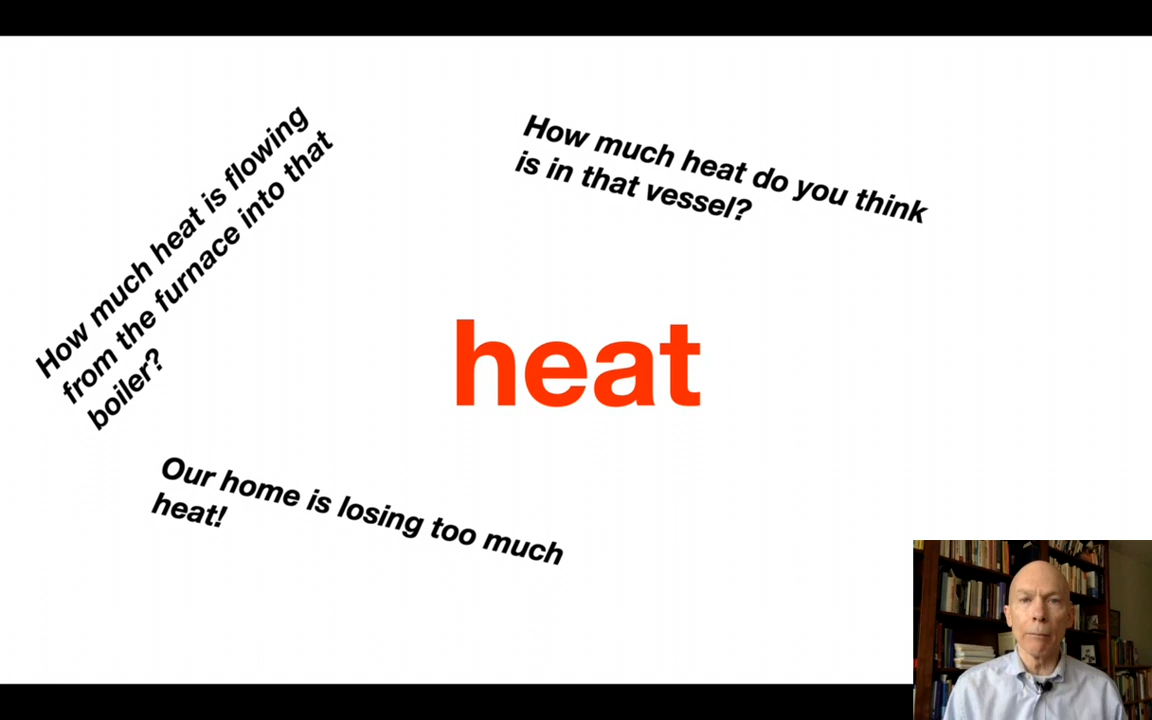 How much heat is flowing
from the furnace into that
boiler?
How much heat do you think
is in that vessel?
heat
Our home is losing too much
heat!